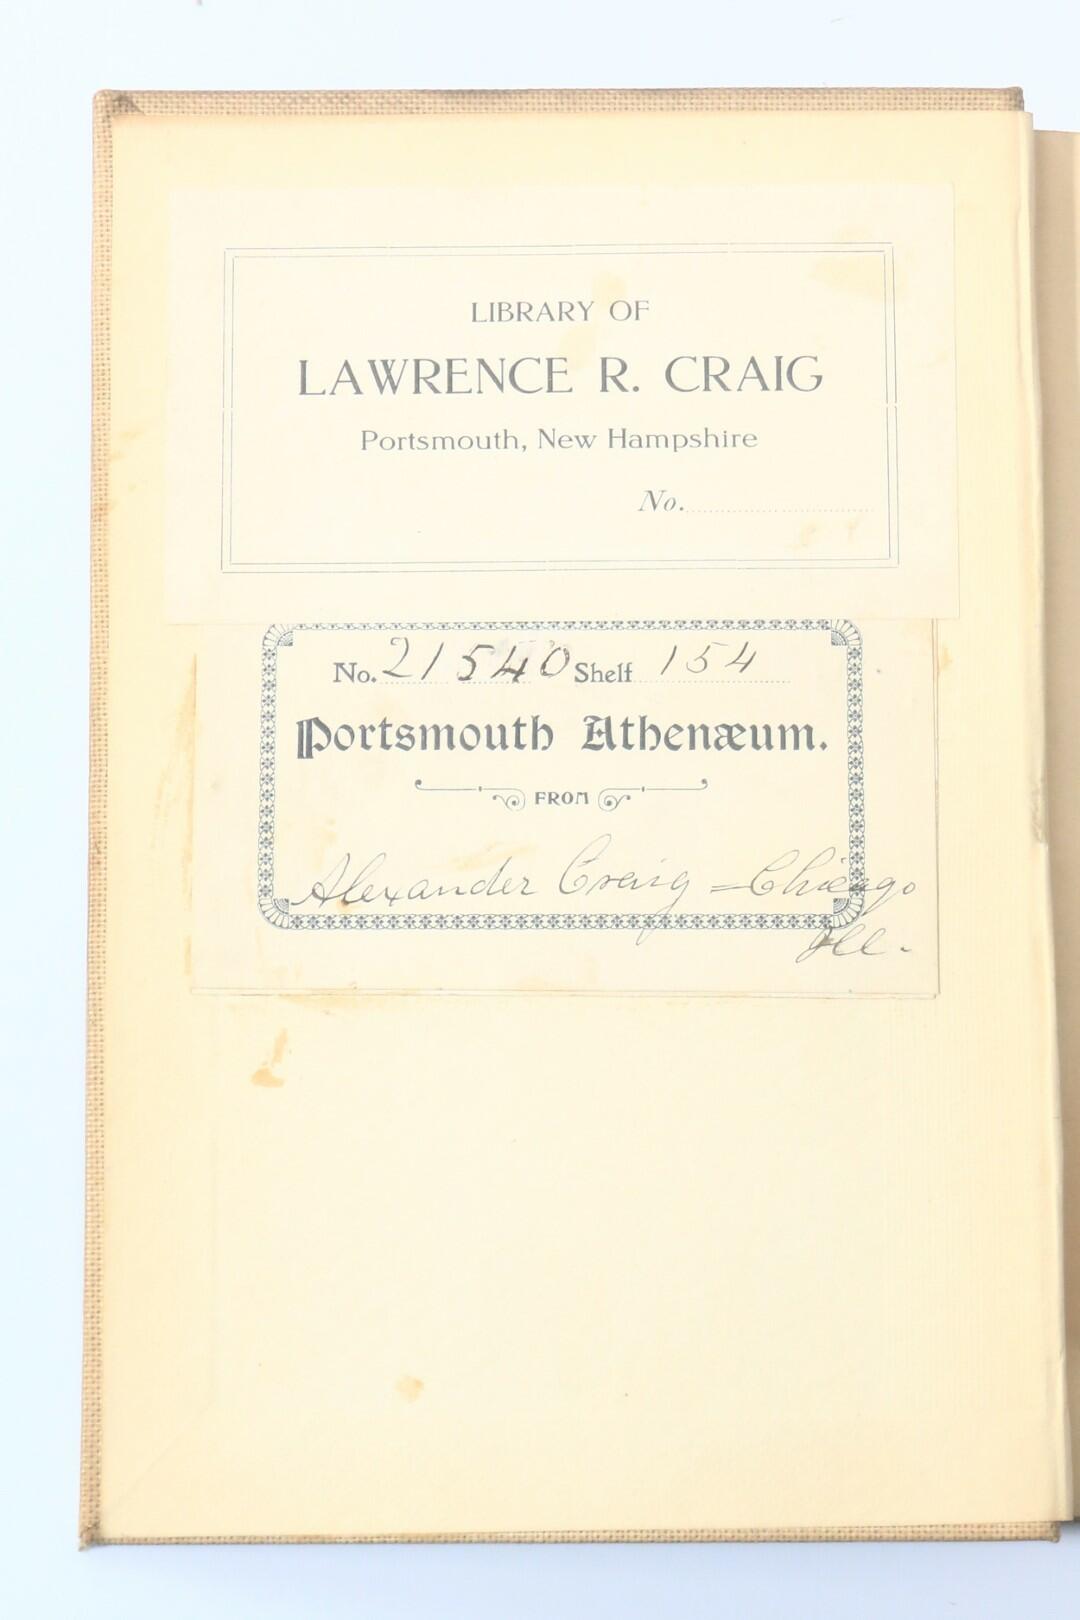 LIBRARY OF
LAWRENCE R. CRAIG
Portsmouth, New Hampshire
No.
No. 21540 Shelf 154
Portsmouth Athenæum.
FROM
Alexander Craig = Chicago
Ill.